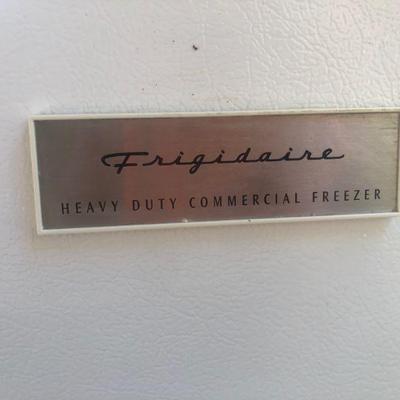 Frigidaire
HEAVY DUTY COMMERCIAL FREEZER